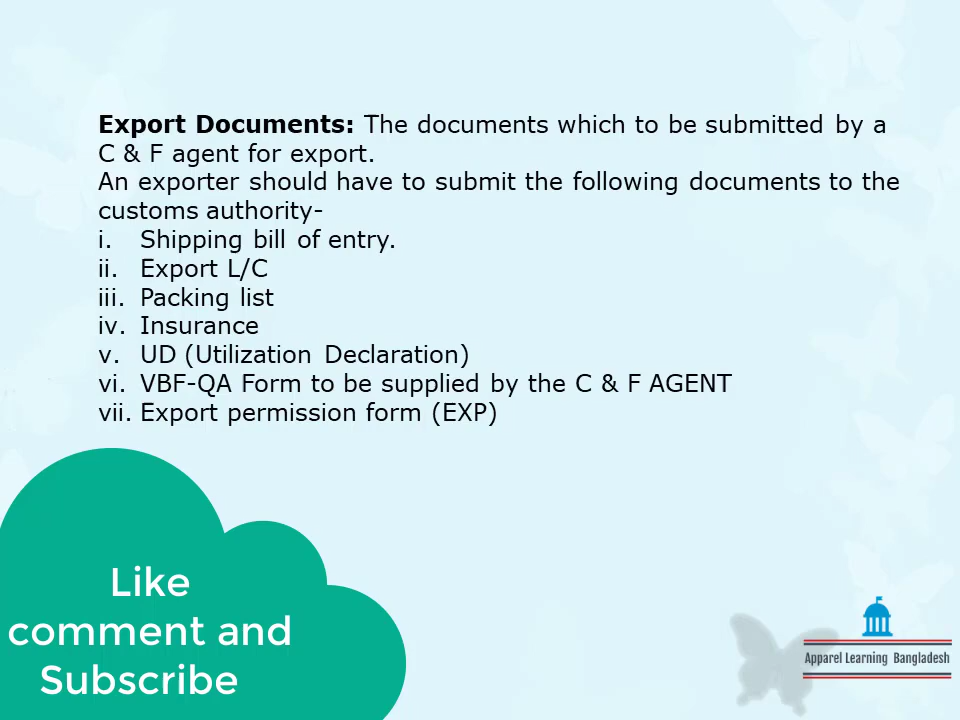 Export Documents: The documents which to be submitted by a
C & F agent for export.
An exporter should have to submit the following documents to the
customs authority-
i. Shipping bill of entry.
ii. Export L/C
iii. Packing list
iv. Insurance
v. UD (Utilization Declaration)
vi. VBF-QA Form to be supplied by the C & F AGENT
vii. Export permission form (EXP)
Like
comment and
Subscribe
Apparel Learning Bangladesh